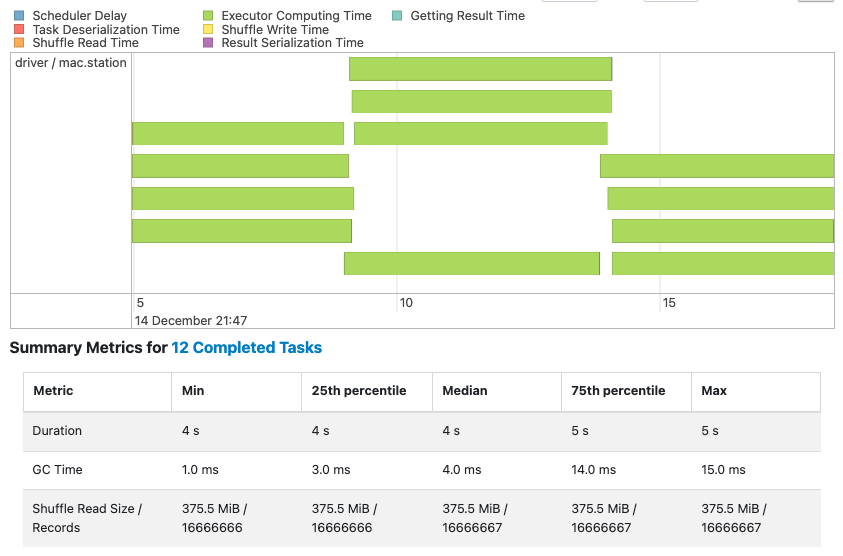 Scheduler Delay
Executor Computing Time
Getting Result Time
Task Deserialization Time
Shuffle Write Time
Shuffle Read Time
Result Serialization Time
driver / mac.station
5
10
15
14 December 21:47
Summary Metrics for 12 Completed Tasks
Metric Min 25th percentile Median 75th percentile Max
Duration 4 s 4 s 4 s 5 s 5 s
GC Time 1.0 ms 3.0 ms 4.0 ms 14.0 ms 15.0 ms
Shuffle Read Size / 375.5 MiB / 375.5 MiB / 375.5 MiB / 375.5 MiB / 375.5 MiB /
Records 16666666 16666666 16666667 16666667 16666667